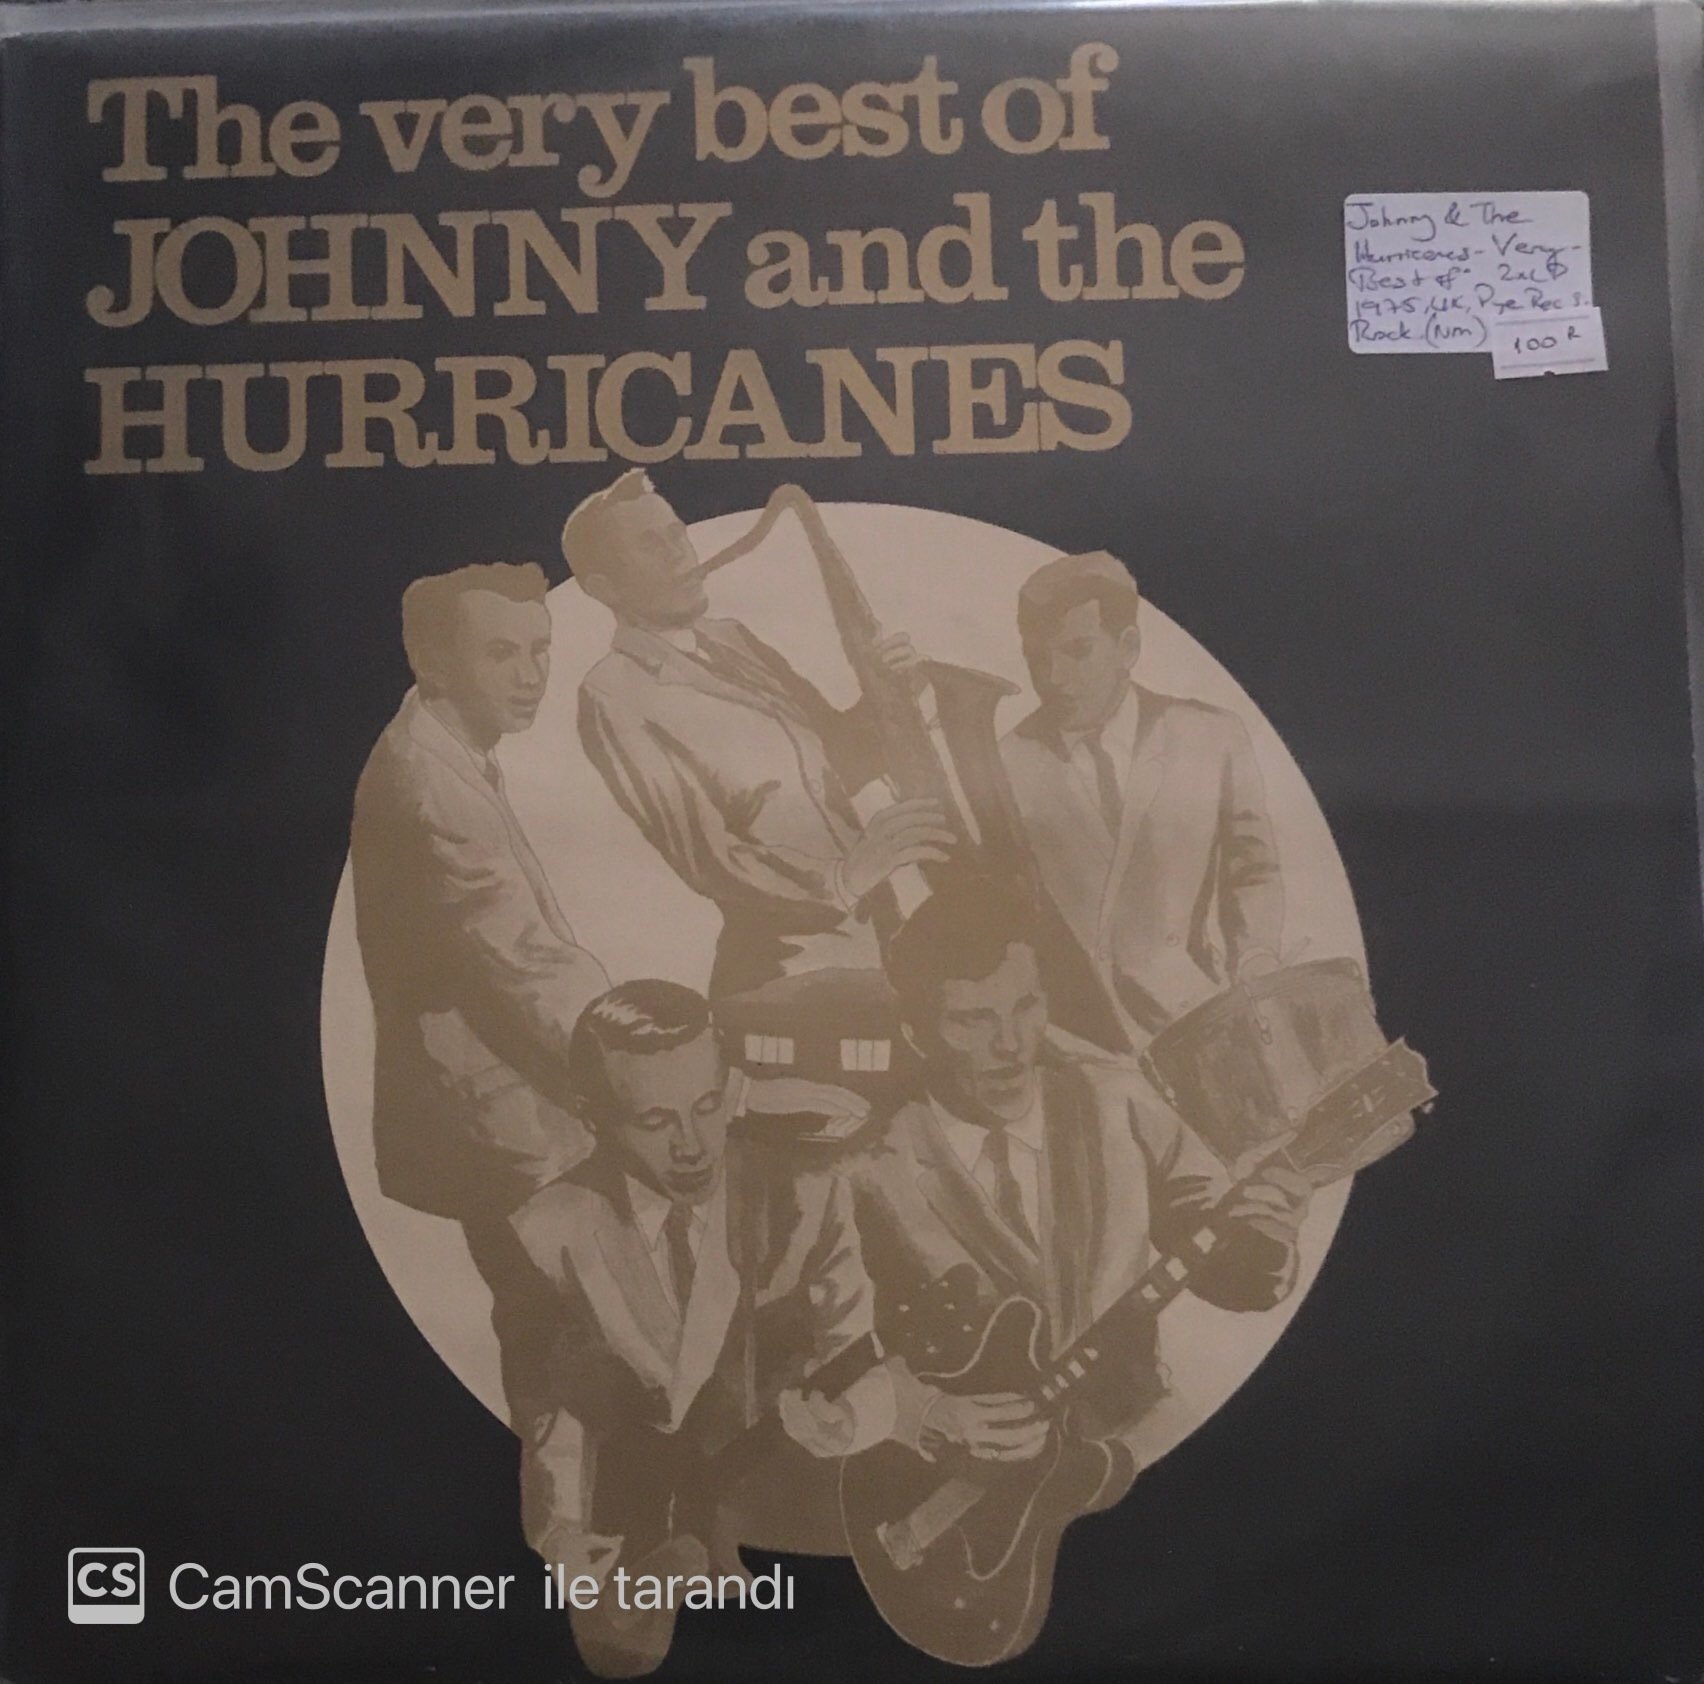 The very best of
JOHNNY and the
HURRICANES
Johnny & The
Hurricanes - Very -
Best of 2xLP
1975, UK, Pye Rec
Rock (Nm)
100
CS CamScanner ile tarandı